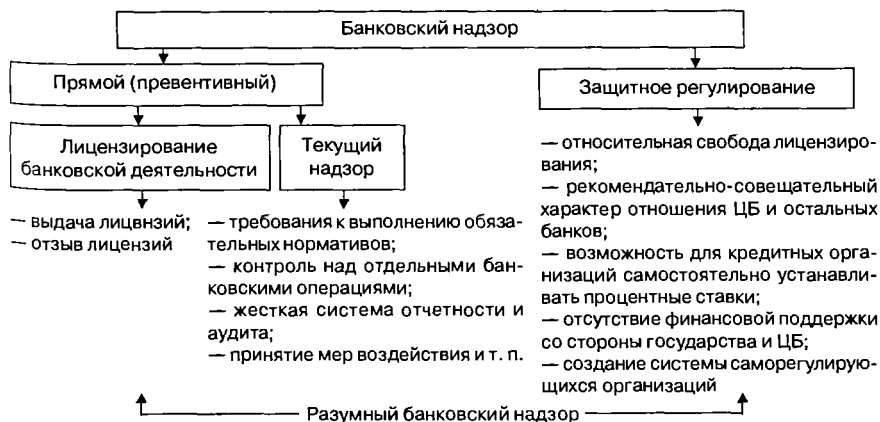 Банковский надзор
Прямой (превентивный)
Защитное регулирование
Лицензирование
банковской деятельности
Текущий
надзор
— выдача лицвнзий;
— отзыв лицензий
— требования к выполнению обяза-
тельных нормативов;
— контроль над отдельными бан-
ковскими операциями;
— жесткая система отчетности и
аудита;
— принятие мер воздействия и т. п.
— относительная свобода лицензиро-
вания;
— рекомендательно-совещательный
характер отношения ЦБ и остальных
банков;
— возможность для кредитных орга-
низаций самостоятельно устанавли-
вать процентные ставки;
— отсутствие финансовой поддержки
со стороны государства и ЦБ;
— создание системы саморегулирую-
щихся организаций
Разумный банковский надзор